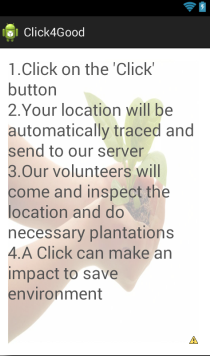 Click4Good
1.Click on the 'Click'
button
2.Your location will be
automatically traced and
send to our server
3.Our volunteers will
come and inspect the
location and do
necessary plantations
4.A Click can make an
impact to save
environment